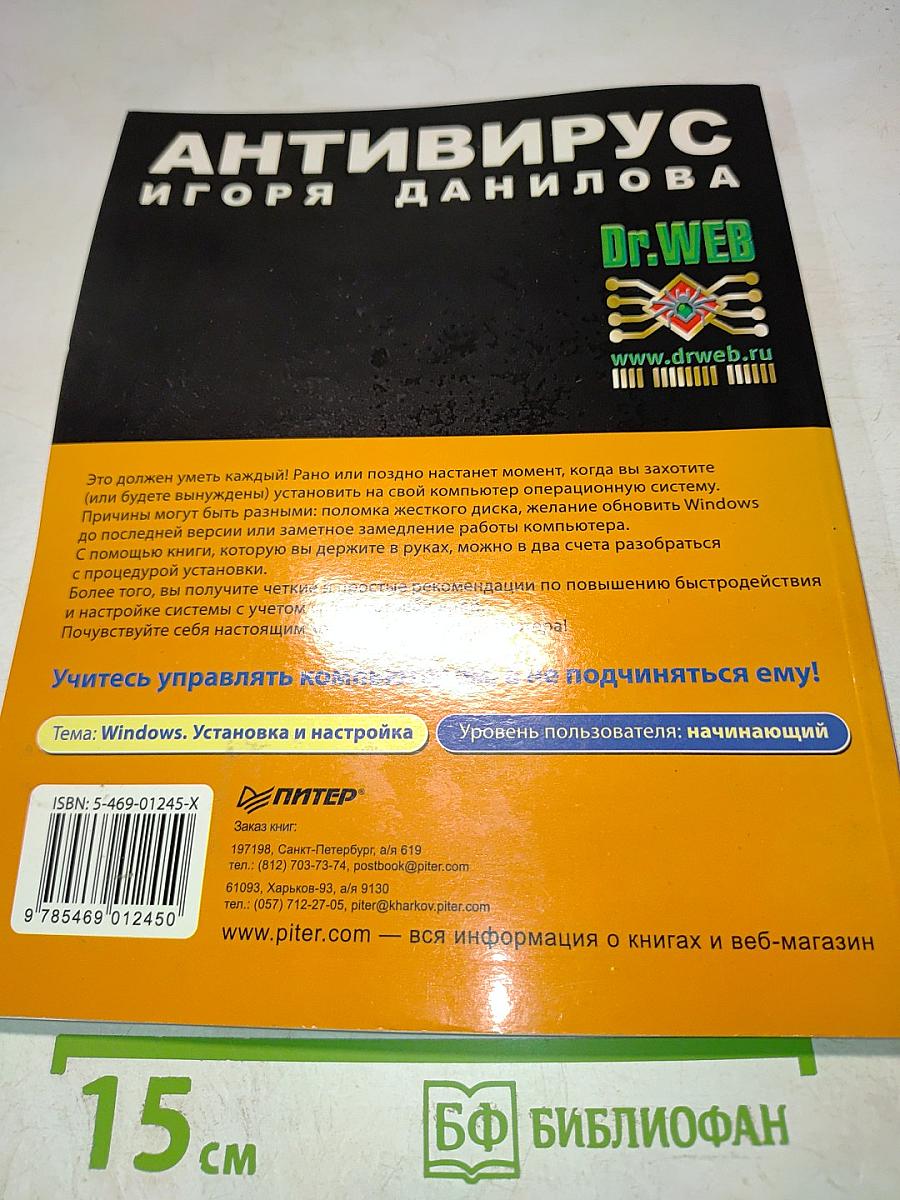 АНТИВИРУС
ИГОРЯ ДАНИЛОВА
Dr.WEB
www.drweb.ru
Это должен уметь каждый! Рано или поздно настанет момент, когда вы захотите
(или будете вынуждены) установить на свой компьютер операционную систему.
Причины могут быть разными: поломка жесткого диска, желание обновить Windows
до последней версии или заметное замедление работы компьютера.
С помощью книги, которую вы держите в руках, можно в два счета разобраться
с процедурой установки.
Более того, вы получите четкие и простые рекомендации по повышению быстродействия
и настройке системы с учетом
Почувствуйте себя настоящим
Учитесь управлять подчиняться ему!
Тема: Windows. Установка и настройка
Уровень пользователя: начинающий
ISBN: 5-469-01245-X
9 785469 012450
ПИТЕР®
Заказ книг:
197198, Санкт-Петербург, а/я 619
тел.: (812) 703-73-74, postbook@piter.com
61093, Харьков-93, а/я 9130
тел.: (057) 712-27-05, piter@kharkov.piter.com
www.piter.com — вся информация о книгах и веб-магазин
15 см
БФ БИБЛИОФАН